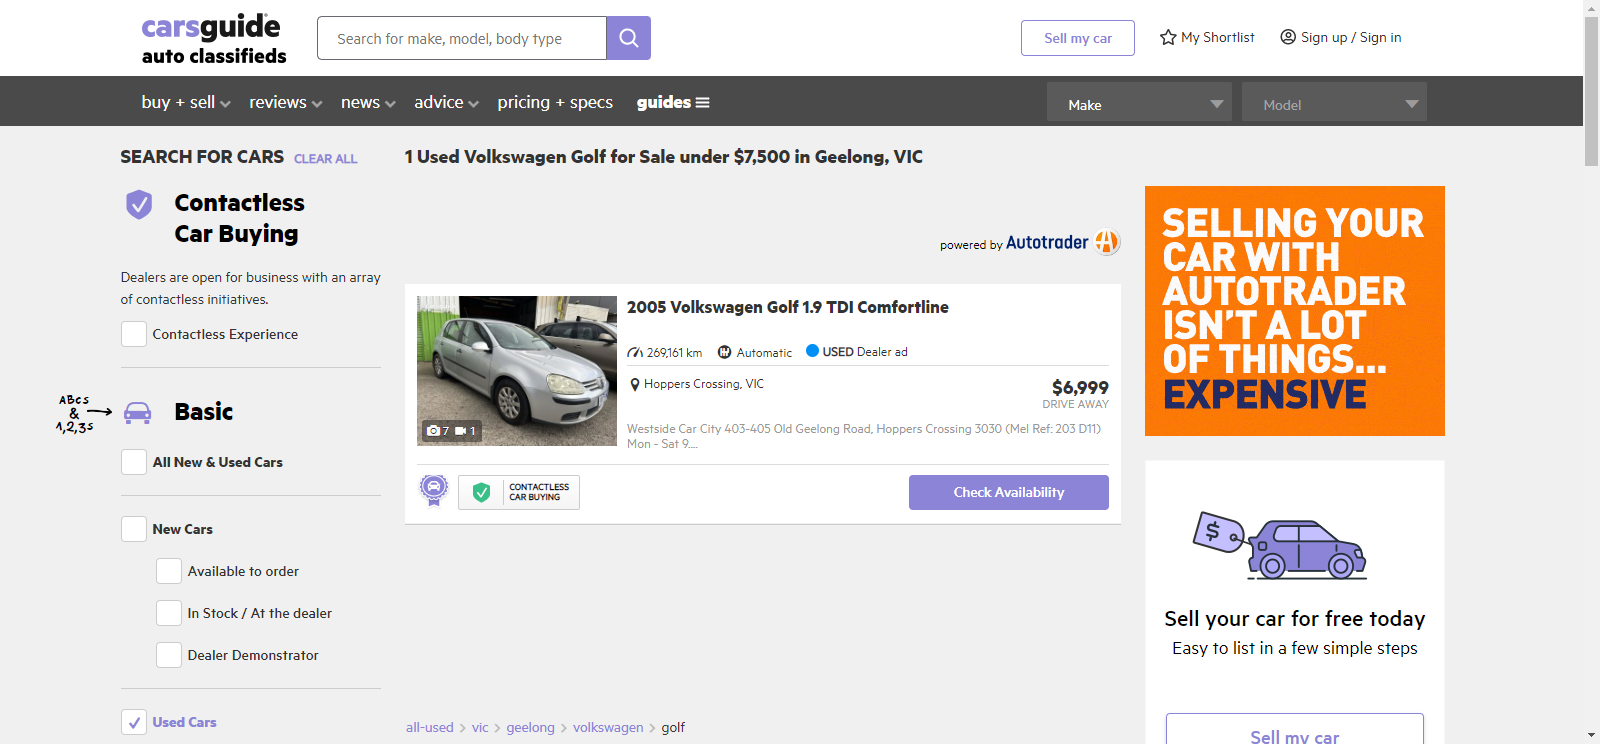 carsguide
auto classifieds
Search for make, model, body type
Sell my car
My Shortlist
Sign up / Sign in
buy + sell
reviews
news
advice
pricing + specs
guides
Make
Model
SEARCH FOR CARS CLEAR ALL
1 Used Volkswagen Golf for Sale under $7,500 in Geelong, VIC
Contactless
Car Buying
Dealers are open for business with an array
of contactless initiatives.
Contactless Experience
ABCs
&
1,2,3s
Basic
All New & Used Cars
New Cars
Available to order
In Stock / At the dealer
Dealer Demonstrator
Used Cars
powered by Autotrader
2005 Volkswagen Golf 1.9 TDI Comfortline
269,161 km
Automatic
USED Dealer ad
Hoppers Crossing, VIC
$6,999
DRIVE AWAY
Westside Car City 403-405 Old Geelong Road, Hoppers Crossing 3030 (Mel Ref: 203 D11)
Mon - Sat 9....
7
1
CONTACTLESS
CAR BUYING
Check Availability
all-used > vic > geelong > volkswagen > golf
SELLING YOUR
CAR WITH
AUTOTRADER
ISN'T A LOT
OF THINGS...
EXPENSIVE
$
Sell your car for free today
Easy to list in a few simple steps
Sell my car